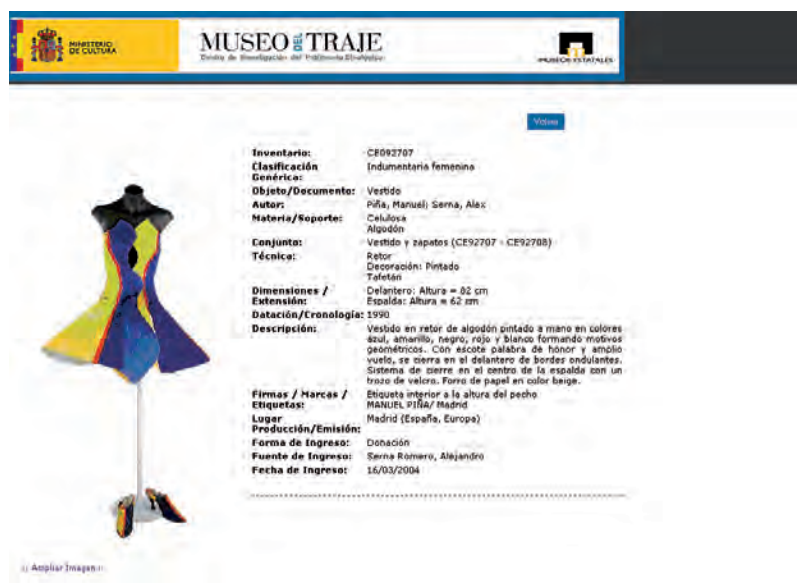 MINISTERIO
DE CULTURA
MUSEO DEL TRAJE
Centro de Investigación del Patrimonio Etnológico
MUSEOS ESTATALES
Volver
Inventario: CE092707
Clasificación Genérica: Indumentaria femenina
Objeto/Documento: Vestido
Autor: Piña, Manuel; Serna, Alex
Materia/Soporte: Celulosa
Algodón
Conjunto: Vestido y zapatos (CE92707 - CE92708)
Técnica: Retor
Decoración: Pintado
Tafetán
Dimensiones / Extensión: Delantero: Altura = 82 cm
Espalda: Altura = 62 cm
Datación/Cronología: 1990
Descripción: Vestido en retor de algodón pintado a mano en colores
azul, amarillo, negro, rojo y blanco formando motivos
geométricos. Con escote palabra de honor y amplio
vuelo, se cierra en el delantero de bordes ondulantes.
Sistema de cierre en el centro de la espalda con un
trozo de velcro. Forro de papel en color beige.
Firmas / Marcas / Etiquetas: Etiqueta interior a la altura del pecho
MANUEL PIÑA/ Madrid
Lugar Producción/Emisión: Madrid (España, Europa)
Forma de Ingreso: Donación
Fuente de Ingreso: Serna Romero, Alejandro
Fecha de Ingreso: 16/03/2004
:: Ampliar Imagen ::